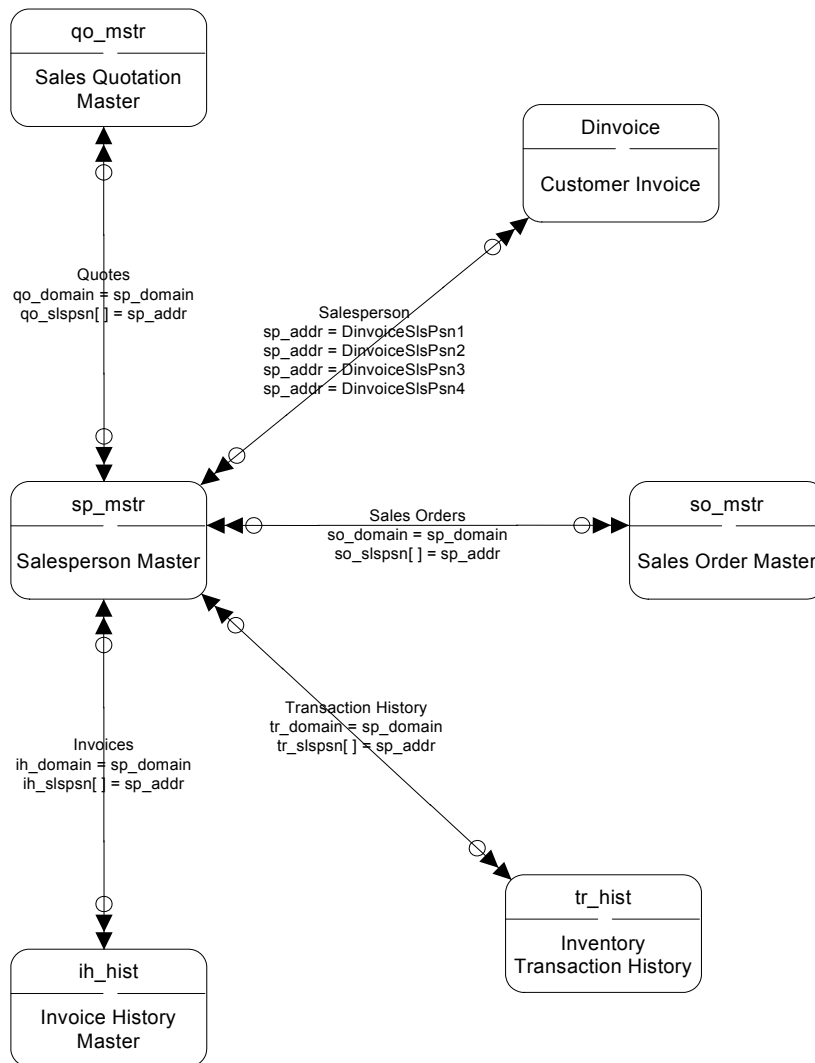 qo_mstr
Sales Quotation
Master
Dinvoice
Customer Invoice
Quotes
qo_domain = sp_domain
qo_slspsn[ ] = sp_addr
Salesperson
sp_addr = DinvoiceSlsPsn1
sp_addr = DinvoiceSlsPsn2
sp_addr = DinvoiceSlsPsn3
sp_addr = DinvoiceSlsPsn4
sp_mstr
Salesperson Master
Sales Orders
so_domain = sp_domain
so_slspsn[ ] = sp_addr
so_mstr
Sales Order Master
Transaction History
tr_domain = sp_domain
tr_slspsn[ ] = sp_addr
Invoices
ih_domain = sp_domain
ih_slspsn[ ] = sp_addr
tr_hist
Inventory
Transaction History
ih_hist
Invoice History
Master